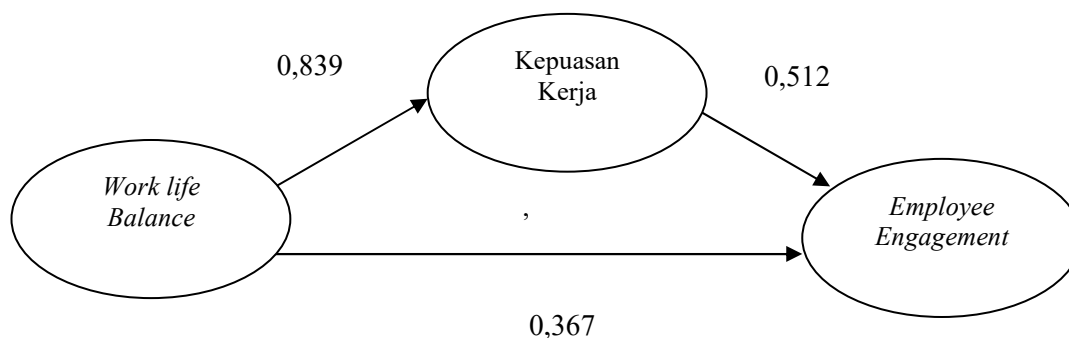 0,839
Kepuasan
Kerja
0,512
Work life
Balance
,
Employee
Engagement
0,367